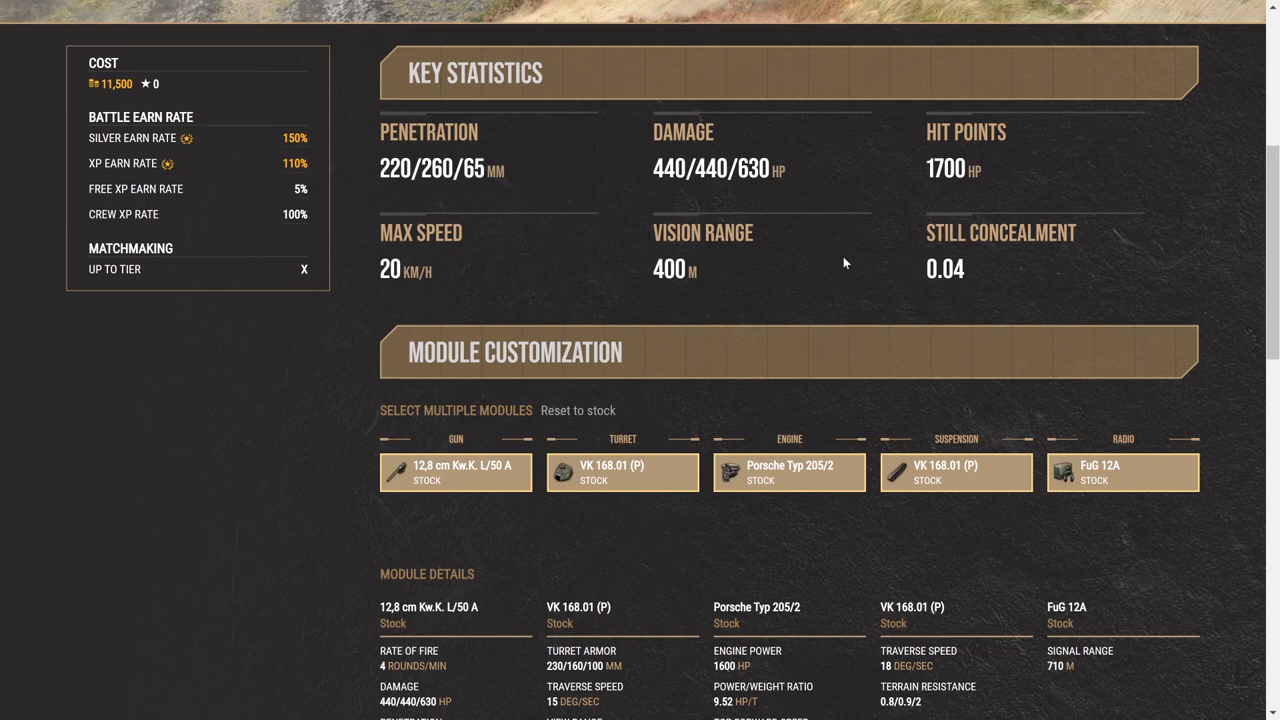 COST
11,500 ★ 0
BATTLE EARN RATE
SILVER EARN RATE 150%
XP EARN RATE 110%
FREE XP EARN RATE 5%
CREW XP RATE 100%
MATCHMAKING
UP TO TIER X
KEY STATISTICS
PENETRATION DAMAGE HIT POINTS
220/260/65 MM 440/440/630 HP 1700 HP
MAX SPEED VISION RANGE STILL CONCEALMENT
20 KM/H 400 M 0.04
MODULE CUSTOMIZATION
SELECT MULTIPLE MODULES Reset to stock
GUN TURRET ENGINE SUSPENSION RADIO
12,8 cm Kw.K. L/50 A VK 168.01 (P) Porsche Typ 205/2 VK 168.01 (P) FuG 12A
STOCK STOCK STOCK STOCK STOCK
MODULE DETAILS
12,8 cm Kw.K. L/50 A VK 168.01 (P) Porsche Typ 205/2 VK 168.01 (P) FuG 12A
Stock Stock Stock Stock Stock
RATE OF FIRE TURRET ARMOR ENGINE POWER TRAVERSE SPEED SIGNAL RANGE
4 ROUNDS/MIN 230/160/100 MM 1600 HP 18 DEG/SEC 710 M
DAMAGE TRAVERSE SPEED POWER/WEIGHT RATIO TERRAIN RESISTANCE
440/440/630 HP 15 DEG/SEC 9.52 HP/T 0.8/0.9/2